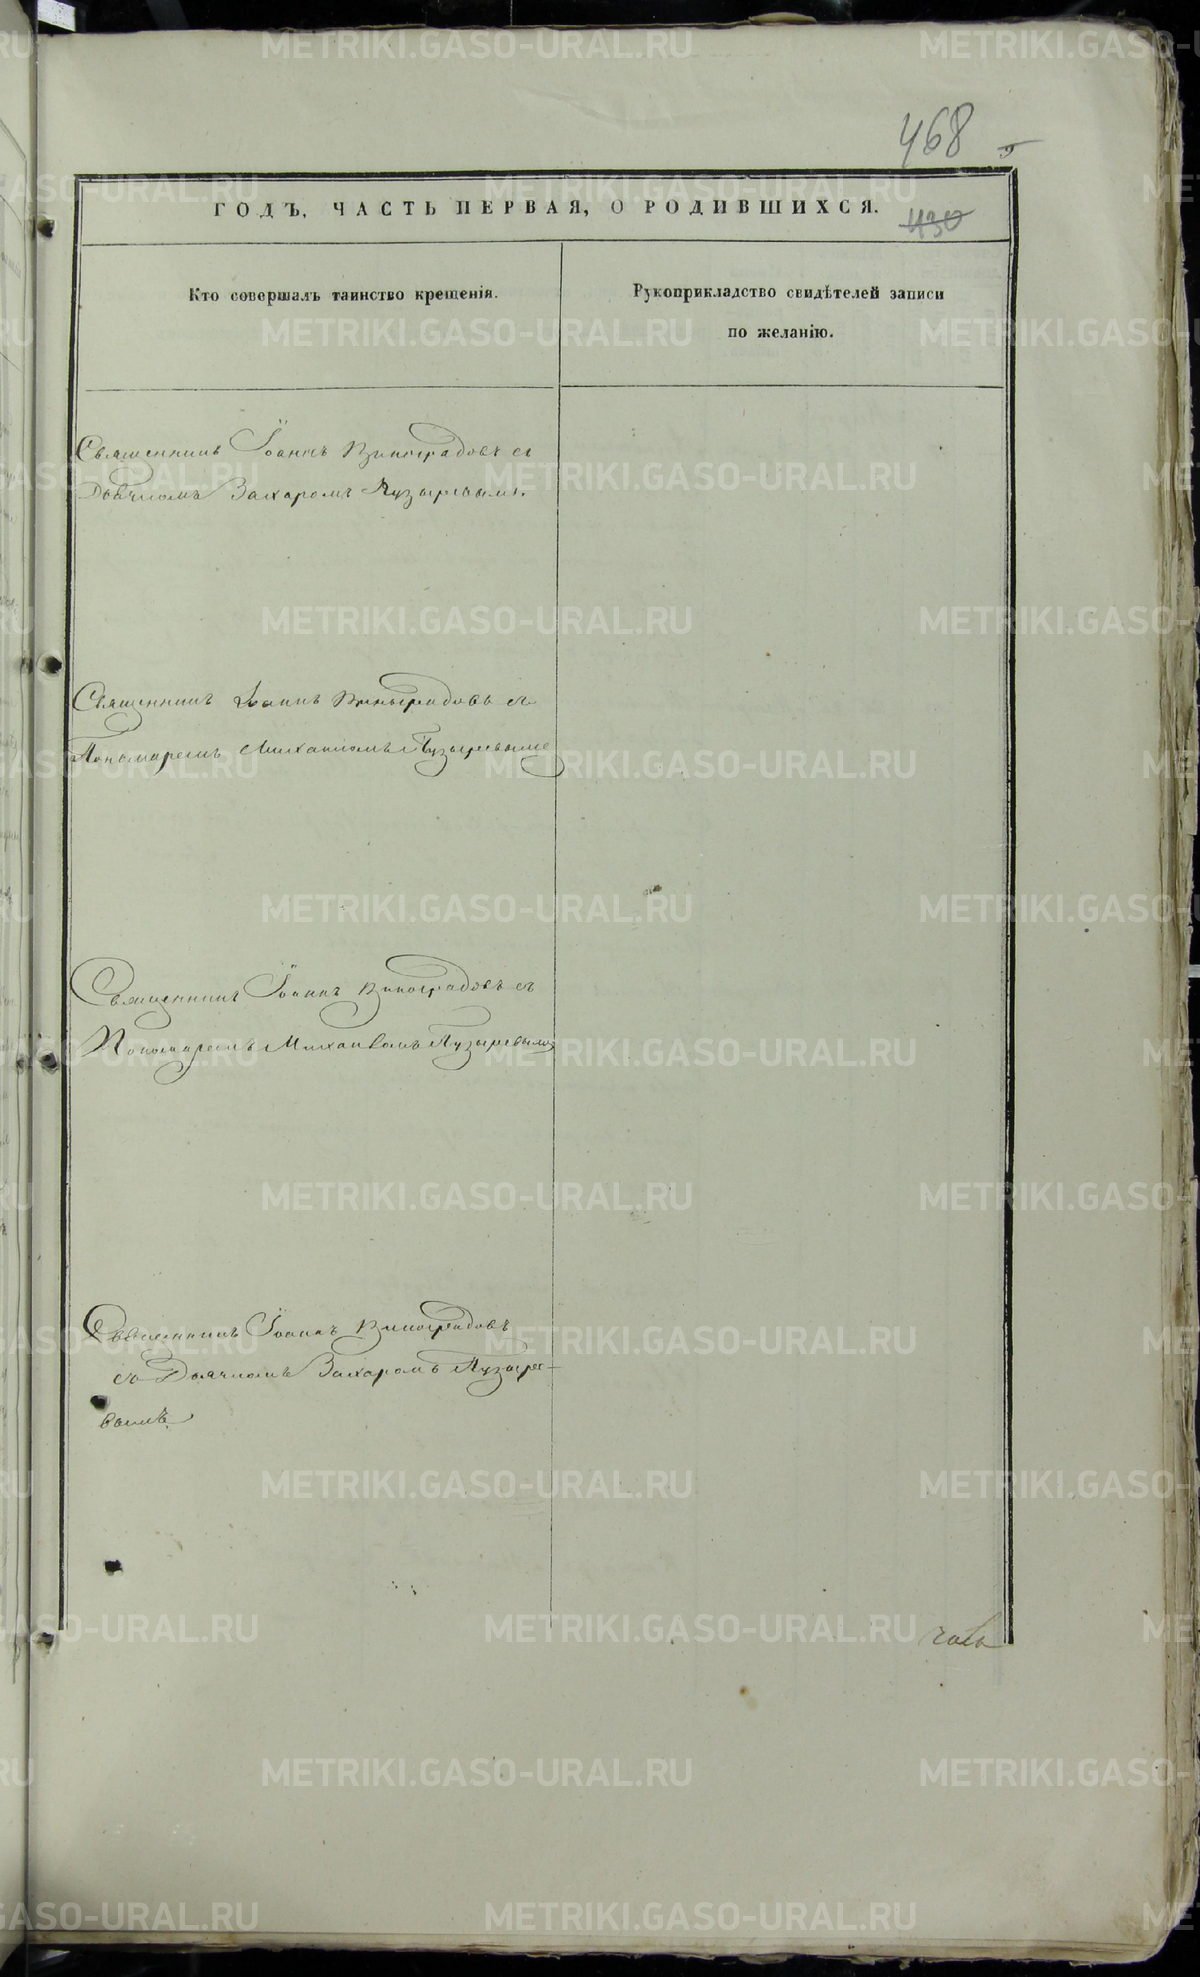 468
ГОДЪ, ЧАСТЬ ПЕРВАЯ, О РОДИВШИХСЯ.
430
Кто совершалъ таинство крещенія.
Рукоприкладство свидѣтелей записи
по желанію.
Священникъ Іоаннъ Виноградовъ съ
Дьячкомъ Захаромъ Пузыревымъ.
Священникъ Іоаннъ Виноградовъ съ
Пономаремъ Михаиломъ Пузыревымъ
Священникъ Іоаннъ Виноградовъ съ
Пономаремъ Михаиломъ Пузыревымъ
Священникъ Іоаннъ Виноградовъ
съ Дьячкомъ Захаромъ Пузыре-
вымъ.
METRIKI.GASO-URAL.RU